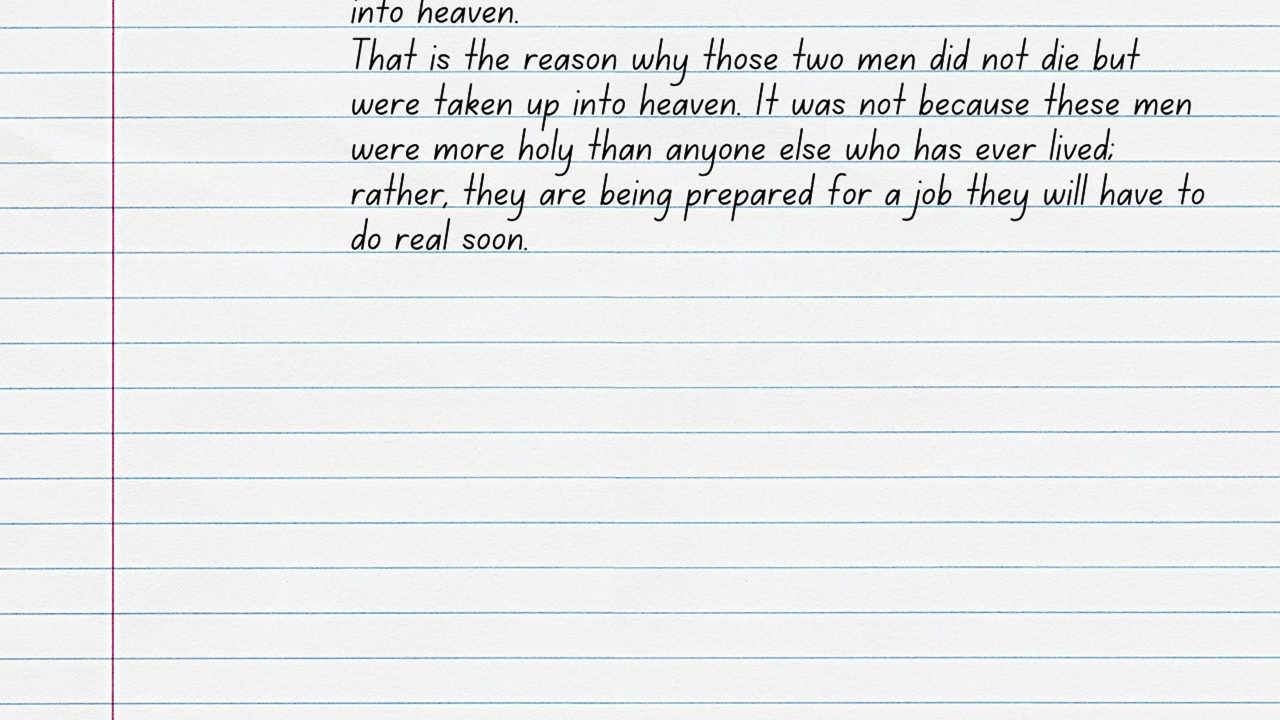 into heaven.
That is the reason why those two men did not die but
were taken up into heaven. It was not because these men
were more holy than anyone else who has ever lived;
rather, they are being prepared for a job they will have to
do real soon.